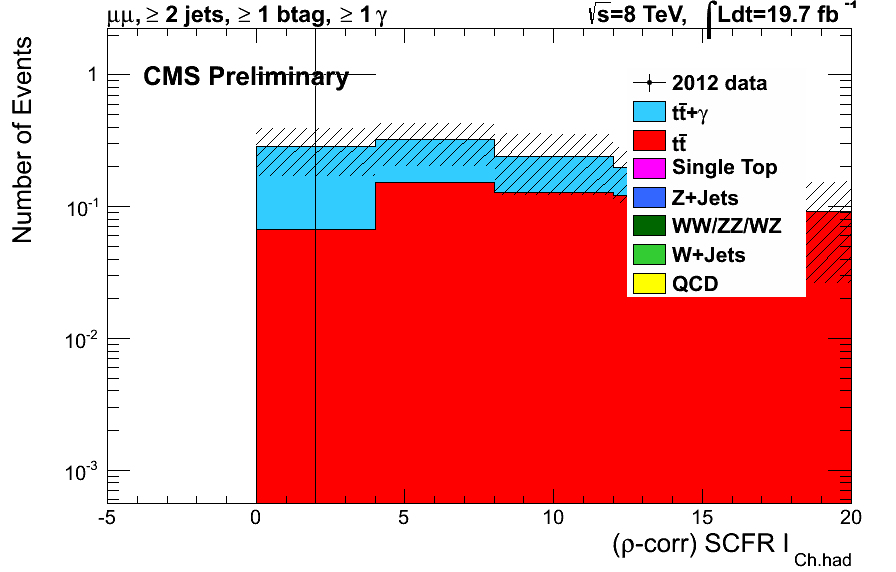 μμ, ≥ 2 jets, ≥ 1 btag, ≥ 1 γ
√s=8 TeV, ∫Ldt=19.7 fb⁻¹
CMS Preliminary
Number of Events
1
10⁻¹
10⁻²
10⁻³
2012 data
tt̄+γ
tt̄
Single Top
Z+Jets
WW/ZZ/WZ
W+Jets
QCD
-5 0 5 10 15 20
(ρ-corr) SCFR I Ch.had